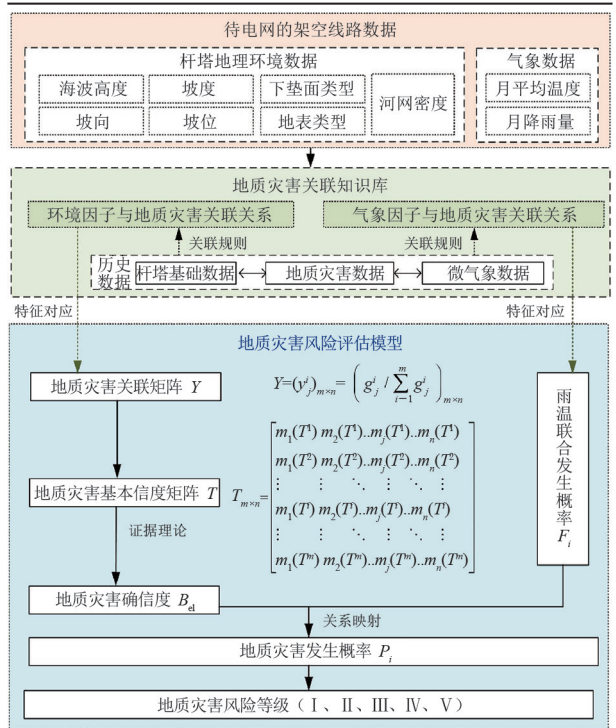 待电网的架空线路数据
杆塔地理环境数据
气象数据
海波高度 坡度 下垫面类型
河网密度
月平均温度
坡向 坡位 地表类型
月降雨量
地质灾害关联知识库
环境因子与地质灾害关联关系
气象因子与地质灾害关联关系
关联规则 关联规则
历史
数据
杆塔基础数据 地质灾害数据 微气象数据
特征对应 特征对应
地质灾害风险评估模型
地质灾害关联矩阵 Y
Y=(y_j^i)_{m×n}= (g_j^i / ∑_{i-1}^{m} g_j^i)_{m×n}
雨温联合发生概率 F_i
地质灾害基本信度矩阵 T
T_{m×n}=
m_1(T^1) m_2(T^1)..m_j(T^1)..m_n(T^1)
m_1(T^2) m_2(T^2)..m_j(T^2)..m_n(T^2)
⋮ ⋮ ⋱ ⋮ ⋱ ⋮
m_1(T^i) m_2(T^i)..m_j(T^i)..m_n(T^i)
⋮ ⋮ ⋱ ⋮ ⋱ ⋮
m_1(T^m) m_2(T^m)..m_j(T^m)..m_n(T^m)
证据理论
地质灾害确信度 B_el
关系映射
地质灾害发生概率 P_i
地质灾害风险等级（Ⅰ、Ⅱ、Ⅲ、Ⅳ、Ⅴ）